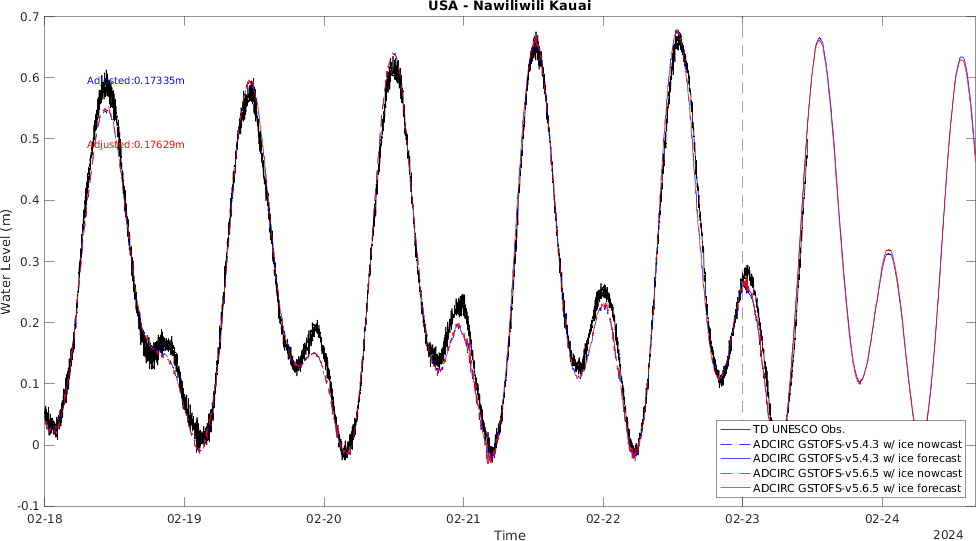 USA - Nawiliwili Kauai
0.7
0.6
0.5
0.4
0.3
0.2
0.1
0
-0.1
Water Level (m)
Adjusted:0.17335m
Adjusted:0.17629m
TD UNESCO Obs.
ADCIRC GSTOFS-v5.4.3 w/ ice nowcast
ADCIRC GSTOFS-v5.4.3 w/ ice forecast
ADCIRC GSTOFS-v5.6.5 w/ ice nowcast
ADCIRC GSTOFS-v5.6.5 w/ ice forecast
02-18 02-19 02-20 02-21 02-22 02-23 02-24
Time
2024